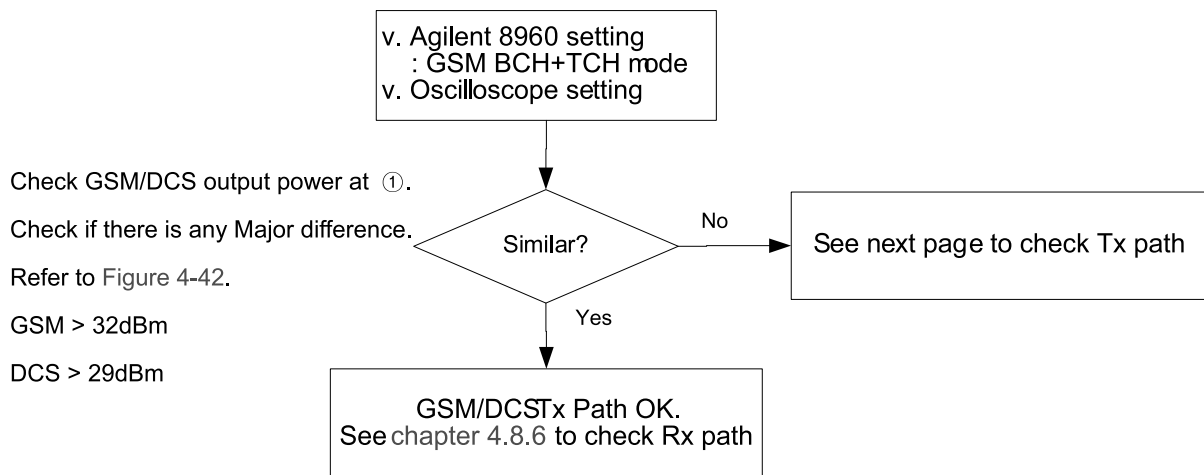 v. Agilent 8960 setting
: GSM BCH+TCH mode
v. Oscilloscope setting
Check GSM/DCS output power at ①.
Check if there is any Major difference.
Refer to Figure 4-42.
GSM > 32dBm
DCS > 29dBm
Similar?
No
See next page to check Tx path
Yes
GSM/DCSTx Path OK.
See chapter 4.8.6 to check Rx path